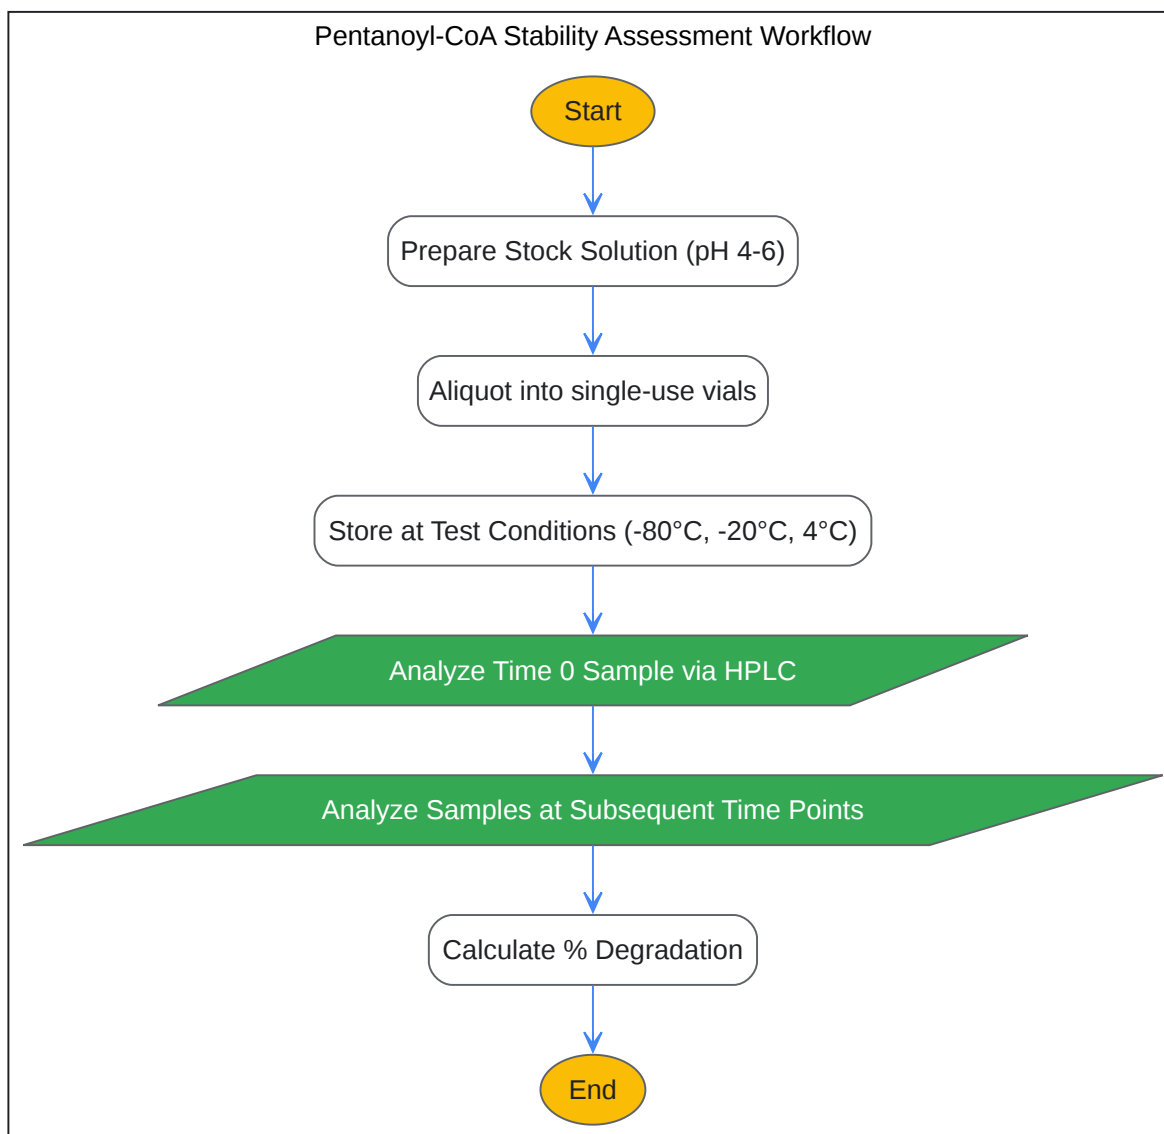 Pentanoyl-CoA Stability Assessment Workflow
Start
Prepare Stock Solution (pH 4-6)
Aliquot into single-use vials
Store at Test Conditions (-80°C, -20°C, 4°C)
Analyze Time 0 Sample via HPLC
Analyze Samples at Subsequent Time Points
Calculate % Degradation
End